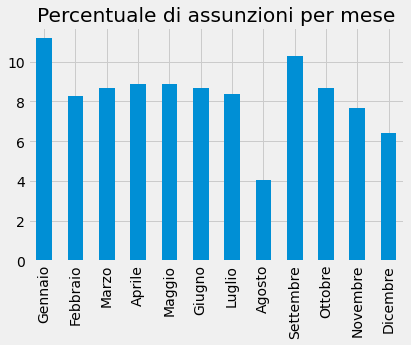 Percentuale di assunzioni per mese
10
8
6
4
2
0
Gennaio
Febbraio
Marzo
Aprile
Maggio
Giugno
Luglio
Agosto
Settembre
Ottobre
Novembre
Dicembre